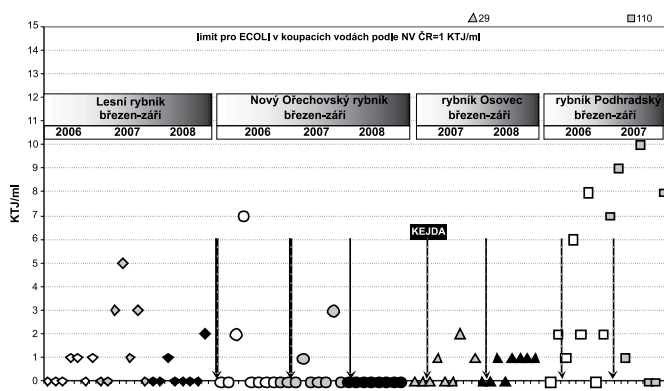 29
110
limit pro ECOLI v koupacích vodách podle NV ČR=1 KTJ/ml
Lesní rybník
březen-září
2006 2007 2008
Nový Ořechovský rybník
březen-září
2006 2007 2008
rybník Osovec
březen-září
2007 2008
rybník Podhradský
březen-září
2006 2007
KEJDA
KTJ/ml
15
14
13
12
11
10
9
8
7
6
5
4
3
2
1
0